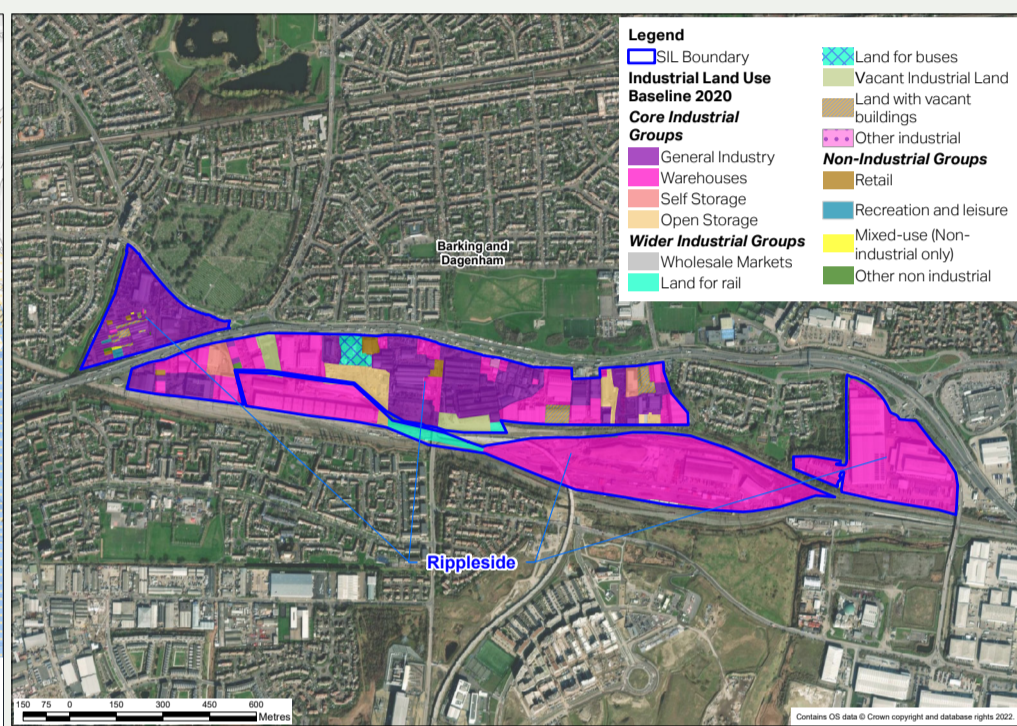 Legend
SIL Boundary
Industrial Land Use
Baseline 2020
Core Industrial
Groups
General Industry
Warehouses
Self Storage
Open Storage
Wider Industrial Groups
Wholesale Markets
Land for rail
Land for buses
Vacant Industrial Land
Land with vacant
buildings
Other industrial
Non-Industrial Groups
Retail
Recreation and leisure
Mixed-use (Non-
industrial only)
Other non industrial
Barking and
Dagenham
Rippleside
150 75 0 150 300 450 600
Metres
Contains OS data © Crown copyright and database rights 2022